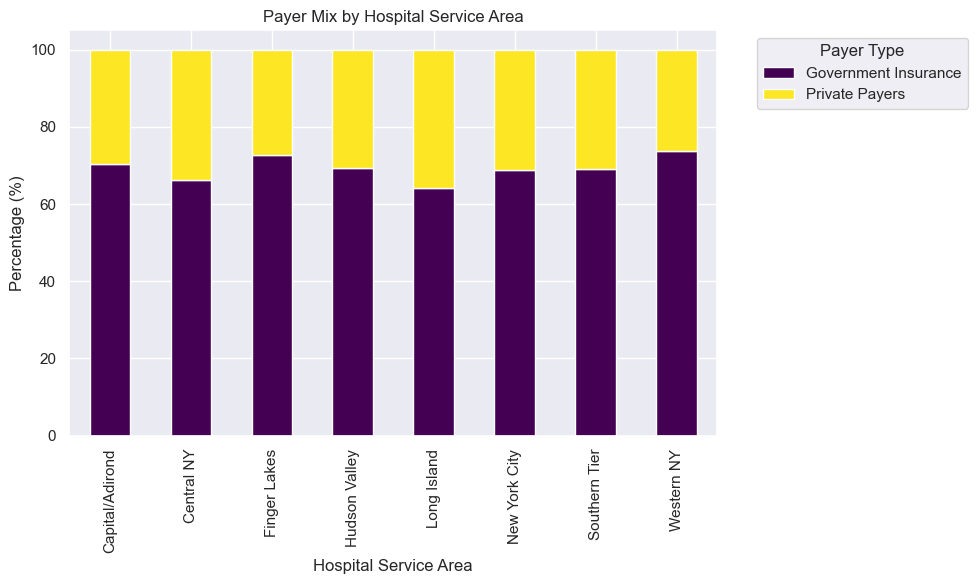 Payer Mix by Hospital Service Area
Payer Type
Government Insurance
Private Payers
Percentage (%)
100
80
60
40
20
0
Capital/Adirond
Central NY
Finger Lakes
Hudson Valley
Long Island
New York City
Southern Tier
Western NY
Hospital Service Area